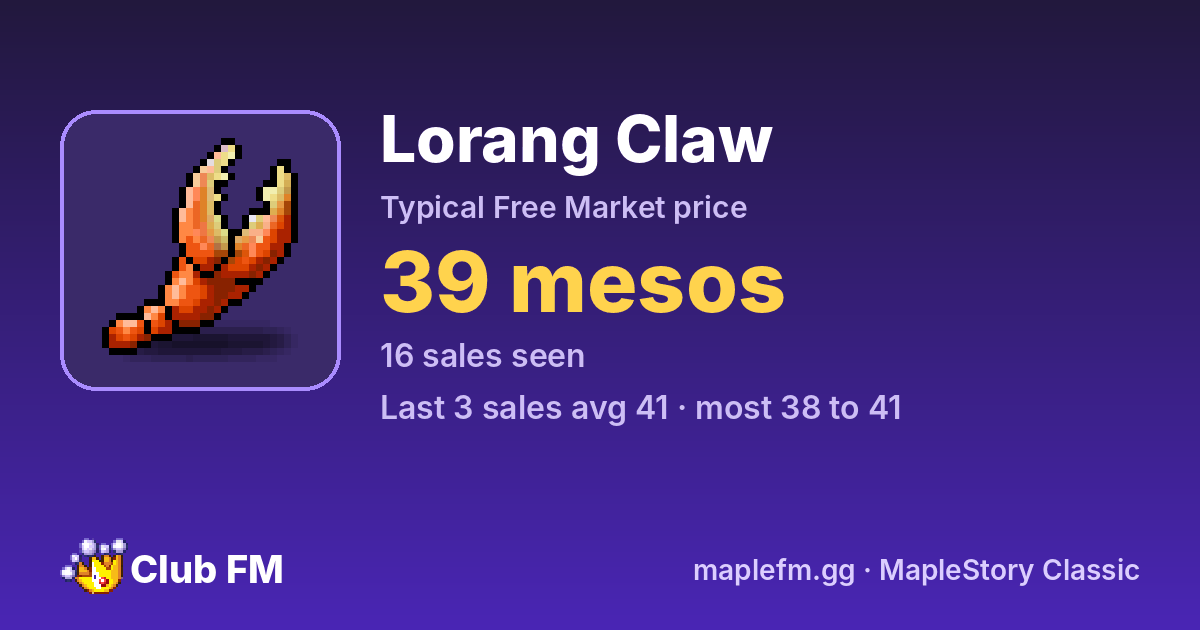 Lorang Claw
Typical Free Market price
39 mesos
16 sales seen
Last 3 sales avg 41 · most 38 to 41
Club FM
maplefm.gg · MapleStory Classic